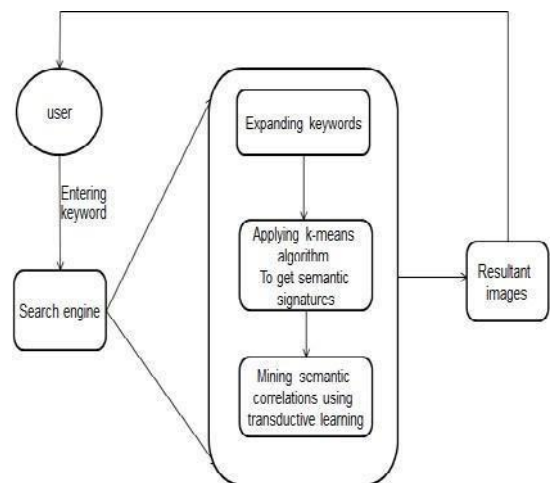 user
Entering
keyword
Search engine
Expanding keywords
Applying k-means
algorithm
To get semantic
signatures
Mining semantic
correlations using
transductive learning
Resultant
images